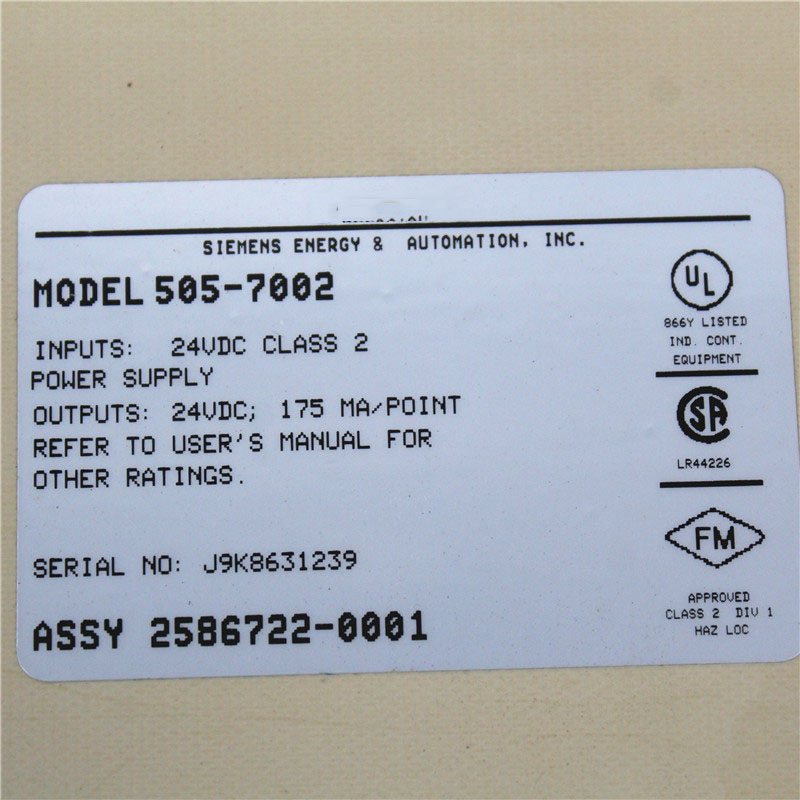 SIEMENS ENERGY & AUTOMATION, INC.
MODEL 505-7002
INPUTS: 24VDC CLASS 2
POWER SUPPLY
OUTPUTS: 24VDC; 175 MA/POINT
REFER TO USER'S MANUAL FOR
OTHER RATINGS.
SERIAL NO: J9K8631239
ASSY 2586722-0001
UL
866Y LISTED
IND. CONT.
EQUIPMENT
SA
LR44226
FM
APPROVED
CLASS 2 DIV 1
HAZ LOC